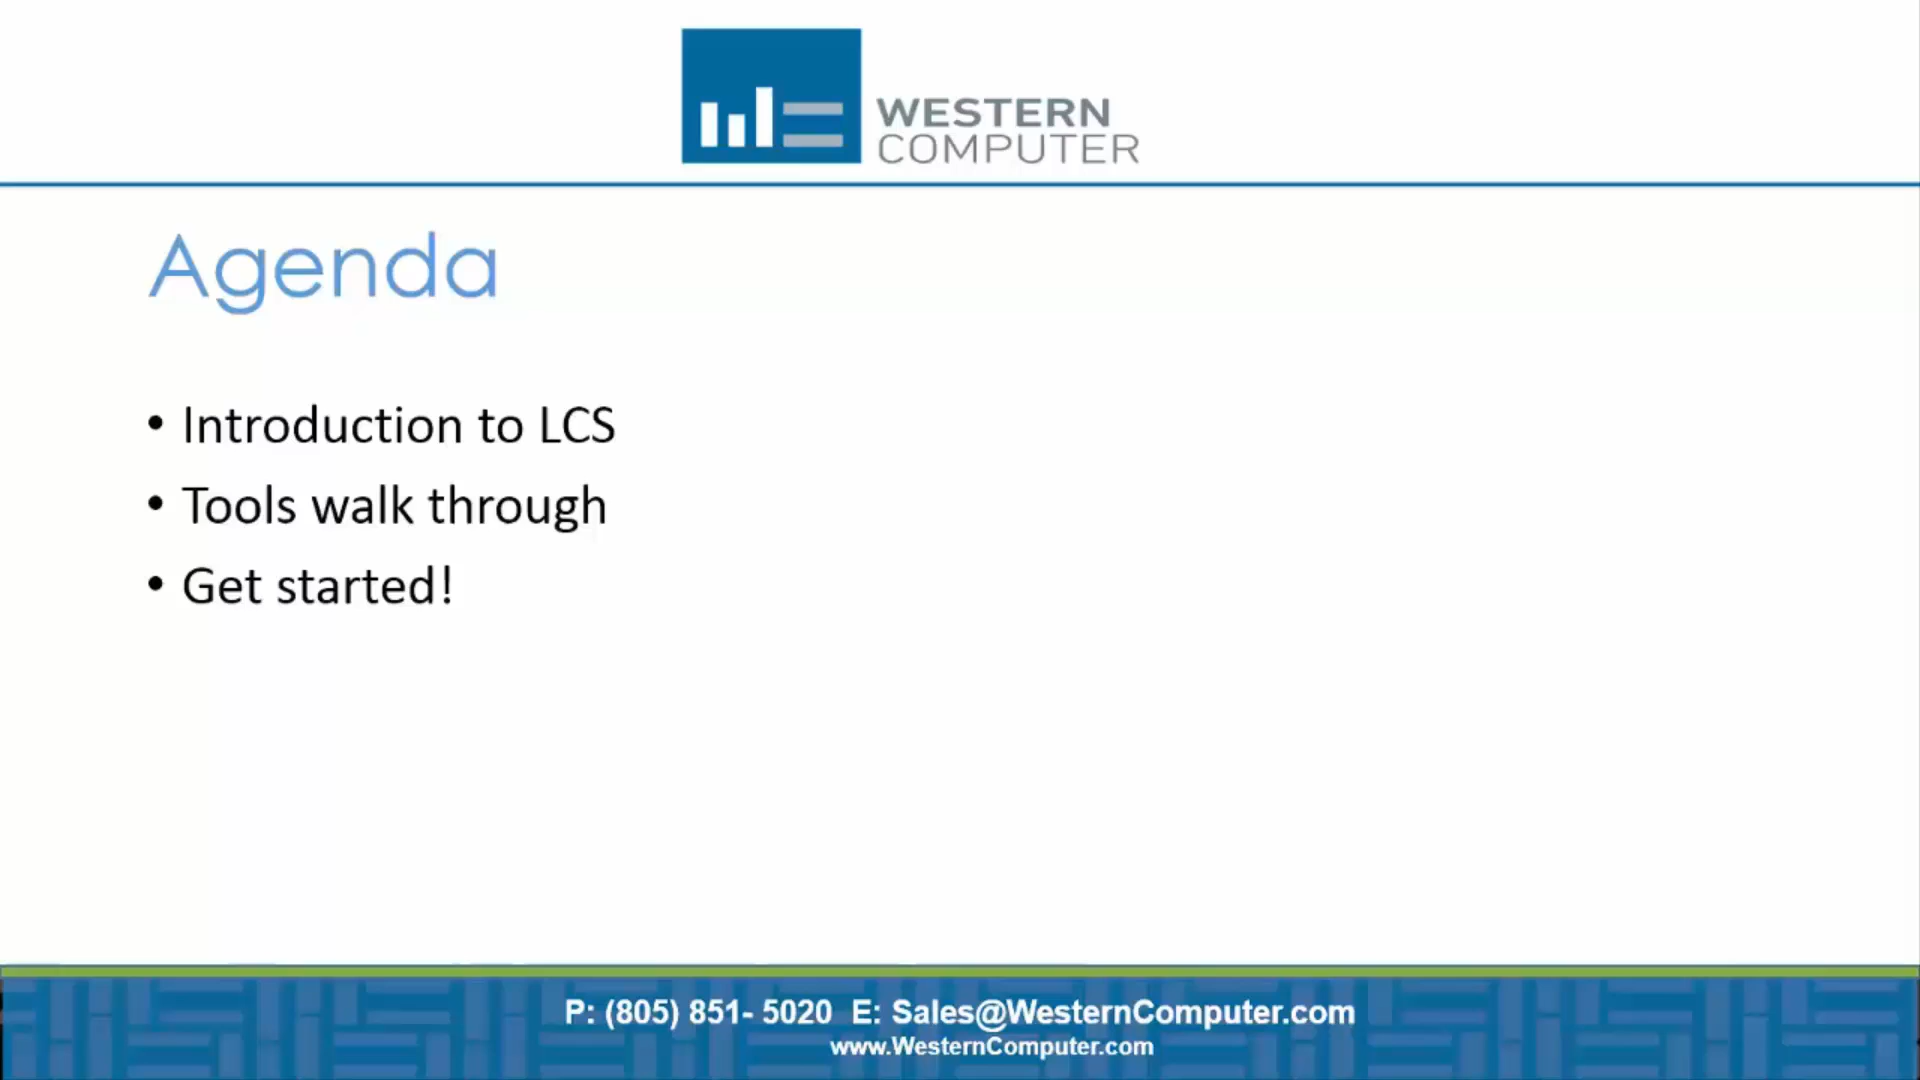 WESTERN
COMPUTER
Agenda
• Introduction to LCS
• Tools walk through
• Get started!
P: (805) 851- 5020 E: Sales@WesternComputer.com
www.WesternComputer.com